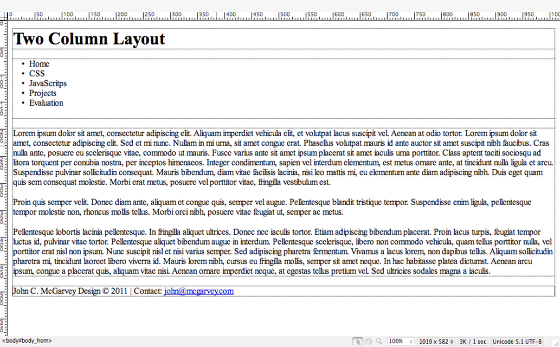 Two Column Layout
• Home
• CSS
• JavaScritps
• Projects
• Evaluation
Lorem ipsum dolor sit amet, consectetur adipiscing elit. Aliquam imperdiet vehicula elit, et volutpat lacus suscipit vel. Aenean at odio tortor. Lorem ipsum dolor sit
amet, consectetur adipiscing elit. Sed et mi nunc. Nullam in mi urna, sit amet congue erat. Phasellus volutpat mauris id ante auctor sit amet suscipit nibh faucibus. Cras
nulla ante, posuere eu scelerisque vitae, commodo ut mauris. Fusce varius ante sit amet ipsum placerat sit amet iaculis urna porttitor. Class aptent taciti sociosqu ad
litora torquent per conubia nostra, per inceptos himenaeos. Integer condimentum, sapien vel interdum elementum, est metus ornare ante, at tincidunt nulla ligula et arcu.
Suspendisse pulvinar sollicitudin consequat. Mauris bibendum, diam vitae facilisis lacinia, nisi leo mattis mi, eu elementum ante diam adipiscing nibh. Duis eget quam
quis sem consequat molestie. Morbi erat metus, posuere vel porttitor vitae, fringilla vestibulum est.
Proin quis semper velit. Donec diam ante, aliquam et congue quis, semper vel augue. Pellentesque blandit tristique tempor. Suspendisse enim ligula, pellentesque
tempor molestie non, rhoncus mollis tellus. Morbi orci nibh, posuere vitae feugiat ut, semper ac metus.
Pellentesque lobortis lacinia pellentesque. In fringilla aliquet ultrices. Donec nec iaculis tortor. Etiam adipiscing bibendum placerat. Proin lacus turpis, feugiat tempor
luctus id, pulvinar vitae tortor. Pellentesque aliquet bibendum augue in interdum. Pellentesque scelerisque, libero non commodo vehicula, quam tellus porttitor nulla, vel
porttitor erat nisl non ipsum. Nunc suscipit nisl et nisi varius semper. Sed adipiscing pharetra fermentum. Vivamus a lacus lorem, non dapibus tellus. Aliquam sollicitudin
pharetra mi, tincidunt laoreet libero viverra id. Mauris lorem nibh, cursus eu fringilla mollis, semper sit amet neque. In hac habitasse platea dictumst. Aenean arcu
ipsum, congue a placerat quis, aliquam vitae nisi. Aenean ornare imperdiet neque, at egestas tellus pretium vel. Sed ultricies sodales magna a iaculis.
John C. McGarvey Design © 2011 | Contact: john@mcgarvey.com
<body#body_hom> 100% 1019 x 582 3K / 1 sec Unicode 5.1 UTF-8